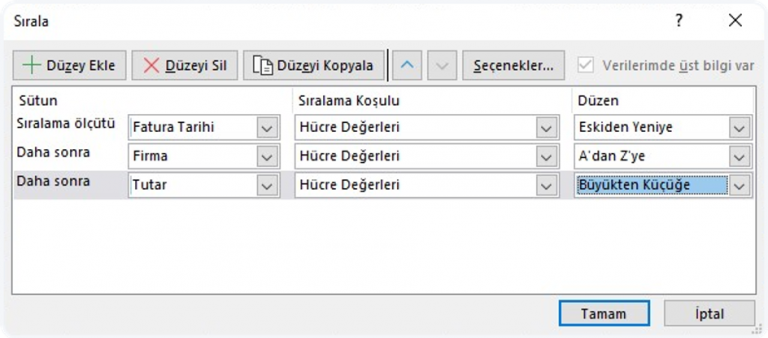 Sırala ?
Düzey Ekle Düzeyi Sil Düzeyi Kopyala Seçenekler... Verilerimde üst bilgi var
Sütun Sıralama Koşulu Düzen
Sıralama ölçütü Fatura Tarihi Hücre Değerleri Eskiden Yeniye
Daha sonra Firma Hücre Değerleri A'dan Z'ye
Daha sonra Tutar Hücre Değerleri Büyükten Küçüğe
Tamam İptal